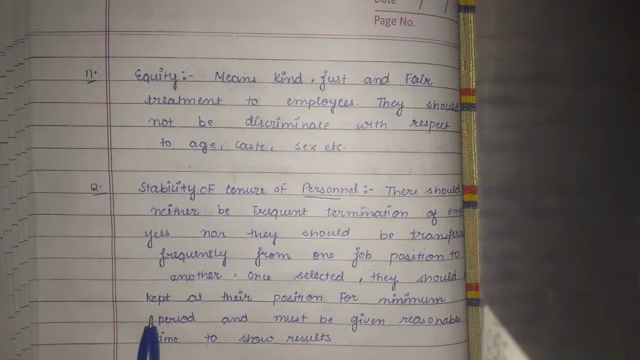 Date / /
Page No.
11. Equity :- Means kind, just and Fair
treatment to employees. They should
not be discriminate with respect
to age, caste, sex etc.
12. Stability OF tenure of Personnel :- There should
neither be frequent termination of em
yees nor they should be transfe
frequently from one job position to
another. Once selected, they should
kept at their position For minimum
period and must be given reasonable
time to show results